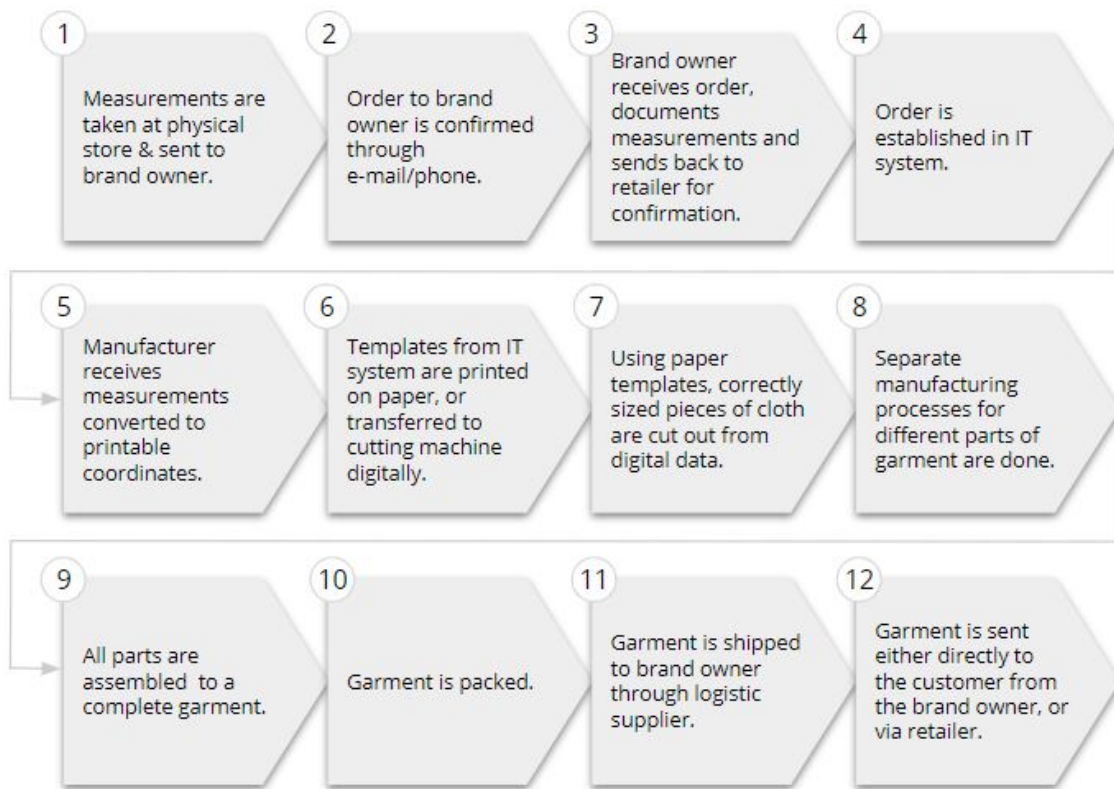 1
Measurements are
taken at physical
store & sent to
brand owner.
2
Order to brand
owner is confirmed
through
e-mail/phone.
3
Brand owner
receives order,
documents
measurements and
sends back to
retailer for
confirmation.
4
Order is
established in IT
system.
5
Manufacturer
receives
measurements
converted to
printable
coordinates.
6
Templates from IT
system are printed
on paper, or
transferred to
cutting machine
digitally.
7
Using paper
templates, correctly
sized pieces of cloth
are cut out from
digital data.
8
Separate
manufacturing
processes for
different parts of
garment are done.
9
All parts are
assembled to a
complete garment.
10
Garment is packed.
11
Garment is shipped
to brand owner
through logistic
supplier.
12
Garment is sent
either directly to
the customer from
the brand owner, or
via retailer.